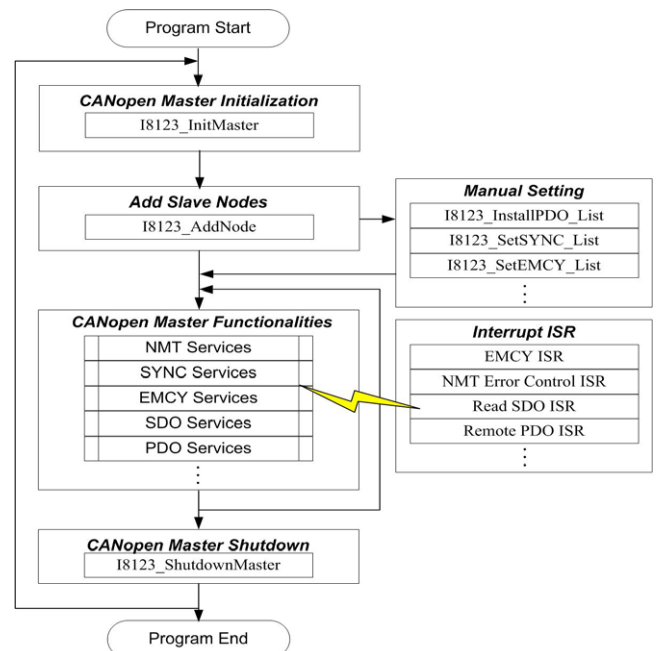 Program Start
CANopen Master Initialization
I8123_InitMaster
Add Slave Nodes
I8123_AddNode
Manual Setting
I8123_InstallPDO_List
I8123_SetSYNC_List
I8123_SetEMCY_List
CANopen Master Functionalities
NMT Services
SYNC Services
EMCY Services
SDO Services
PDO Services
Interrupt ISR
EMCY ISR
NMT Error Control ISR
Read SDO ISR
Remote PDO ISR
CANopen Master Shutdown
I8123_ShutdownMaster
Program End